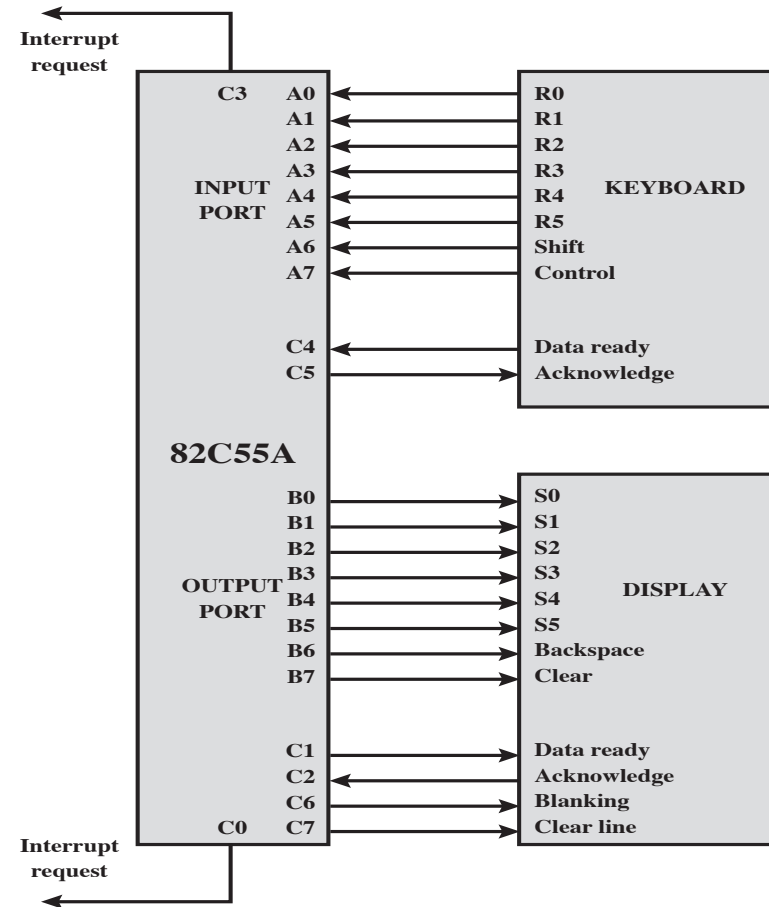 Interrupt
request
C3
A0
A1
A2
A3
A4
A5
A6
A7
INPUT
PORT
C4
C5
82C55A
B0
B1
B2
B3
B4
B5
B6
B7
OUTPUT
PORT
C1
C2
C6
C7
C0
Interrupt
request
R0
R1
R2
R3
R4
R5
Shift
Control
KEYBOARD
Data ready
Acknowledge
S0
S1
S2
S3
S4
S5
Backspace
Clear
DISPLAY
Data ready
Acknowledge
Blanking
Clear line